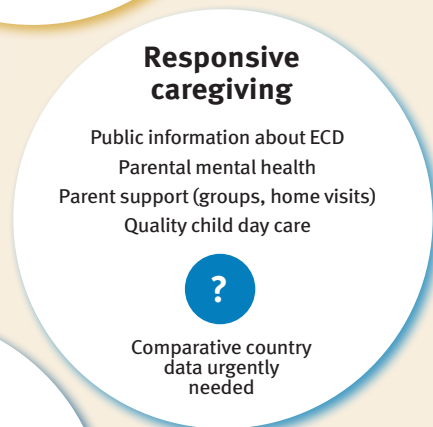 Responsive
caregiving
Public information about ECD
Parental mental health
Parent support (groups, home visits)
Quality child day care
?
Comparative country
data urgently
needed